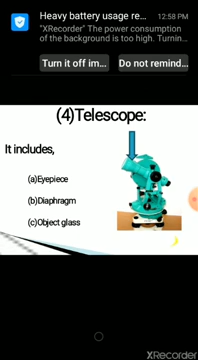 Heavy battery usage re... 12:58 PM
"XRecorder" The power consumption
of the background is too high. Turnin...
Turn it off im... Do not remind...
(4)Telescope:
It includes,
(a)Eyepiece
(b)Diaphragm
(c)Object glass
XRecorder